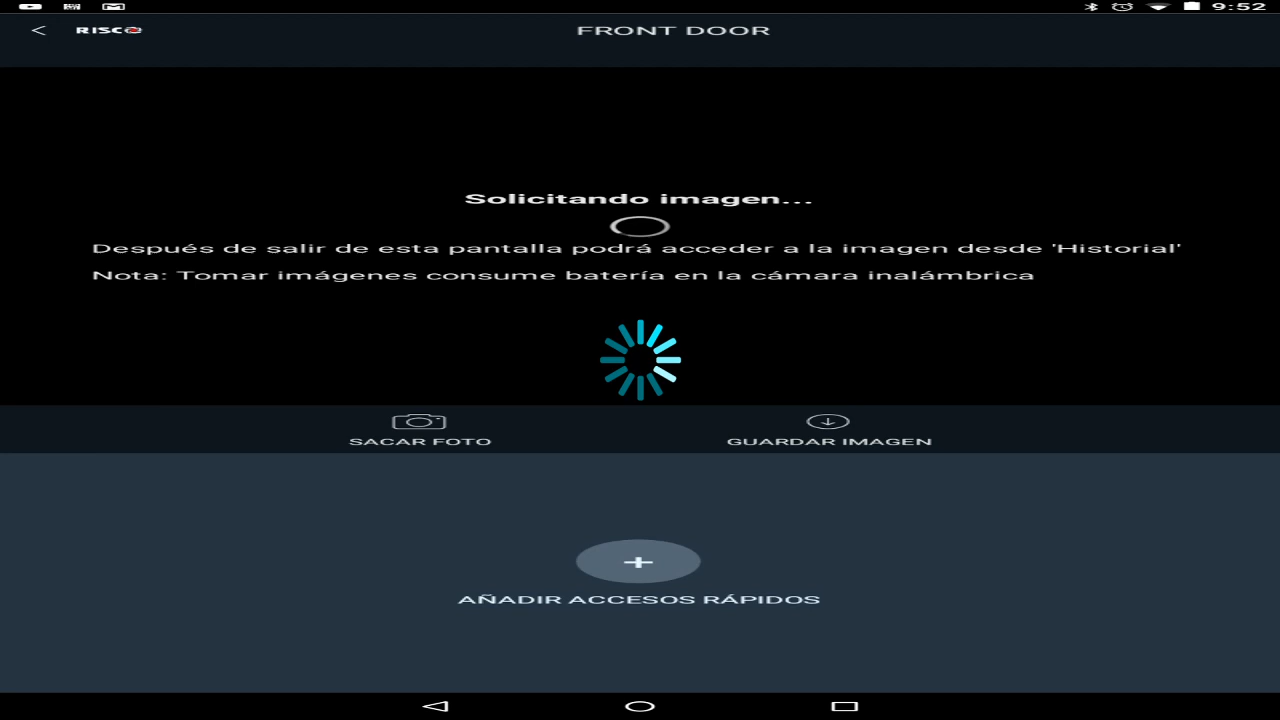 9:52
RISCO
FRONT DOOR
Solicitando imagen...
Después de salir de esta pantalla podrá acceder a la imagen desde 'Historial'
Nota: Tomar imágenes consume batería en la cámara inalámbrica
SACAR FOTO
GUARDAR IMAGEN
+
AÑADIR ACCESOS RÁPIDOS